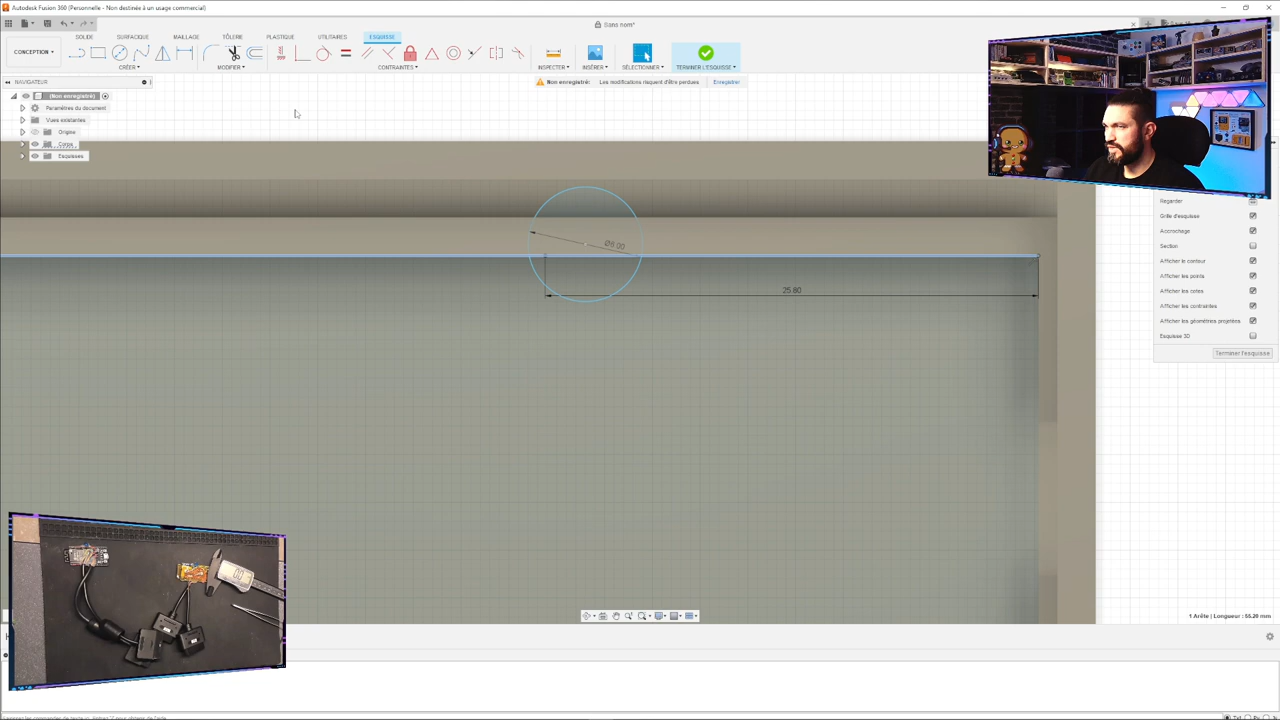 Autodesk Fusion 360 (Personnelle - Non destinée à un usage commercial)
Sans nom*
SOLIDE SURFACIQUE MAILLAGE TÔLERIE PLASTIQUE UTILITAIRES ESQUISSE
CONCEPTION
CRÉER MODIFIER CONTRAINTES INSPECTER INSÉRER SÉLECTIONNER TERMINER L'ESQUISSE
NAVIGATEUR
Non enregistré: Les modifications risquent d'être perdues Enregistrer
(Non enregistré)
Paramètres du document
Vues existantes
Origine
Corps
Esquisses
Ø6.00
25.80
Regarder
Grille d'esquisse
Accrochage
Section
Afficher le contour
Afficher les points
Afficher les cotes
Afficher les contraintes
Afficher les géométries projetées
Esquisse 3D
Terminer l'esquisse
1 Arête | Longueur : 55.20 mm